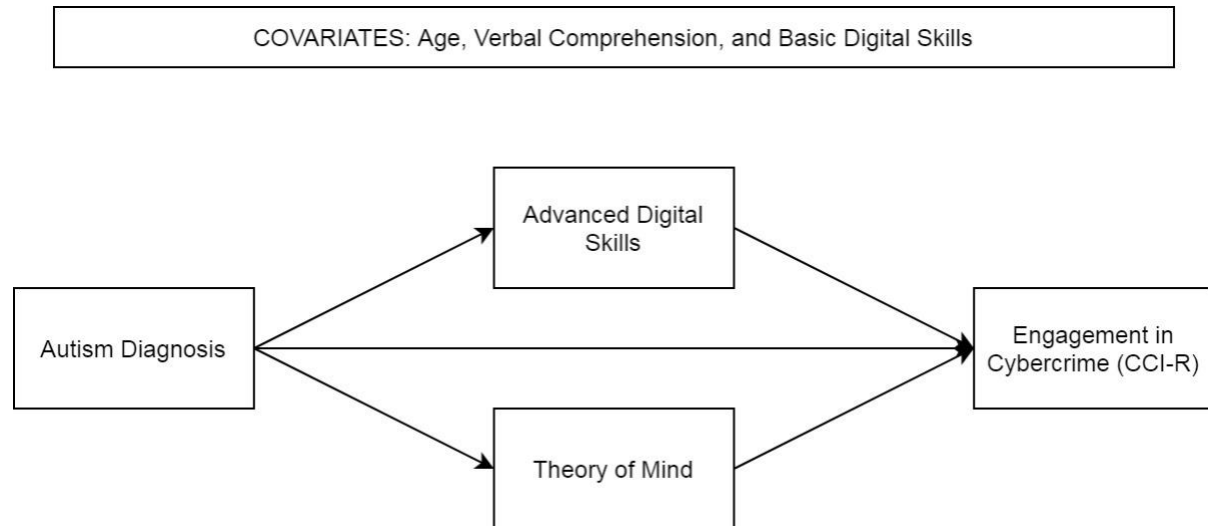 COVARIATES: Age, Verbal Comprehension, and Basic Digital Skills
Advanced Digital
Skills
Autism Diagnosis
Engagement in
Cybercrime (CCI-R)
Theory of Mind